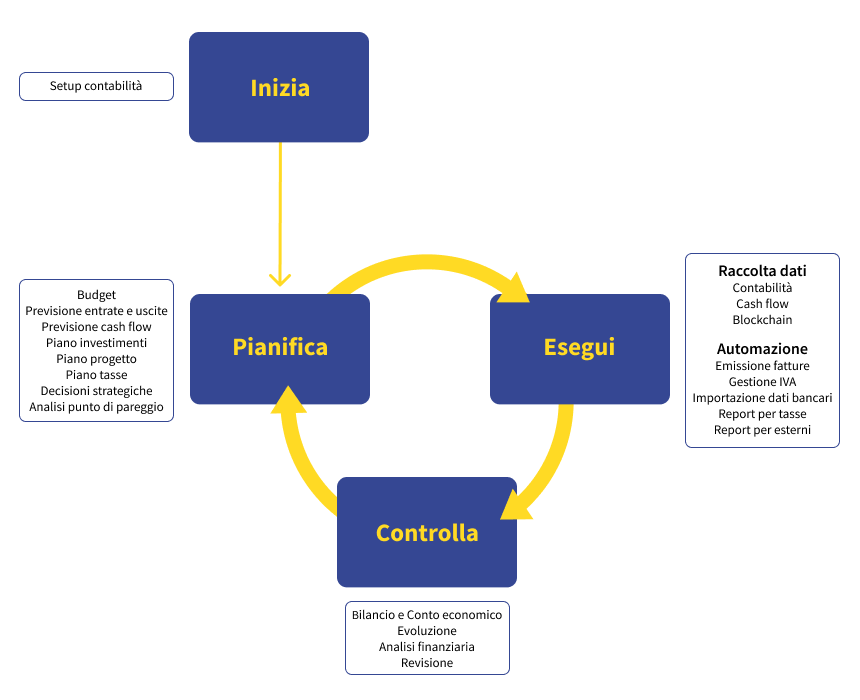 Setup contabilità
Inizia
Budget
Previsione entrate e uscite
Previsione cash flow
Piano investimenti
Piano progetto
Piano tasse
Decisioni strategiche
Analisi punto di pareggio
Pianifica
Esegui
Raccolta dati
Contabilità
Cash flow
Blockchain
Automazione
Emissione fatture
Gestione IVA
Importazione dati bancari
Report per tasse
Report per esterni
Controlla
Bilancio e Conto economico
Evoluzione
Analisi finanziaria
Revisione